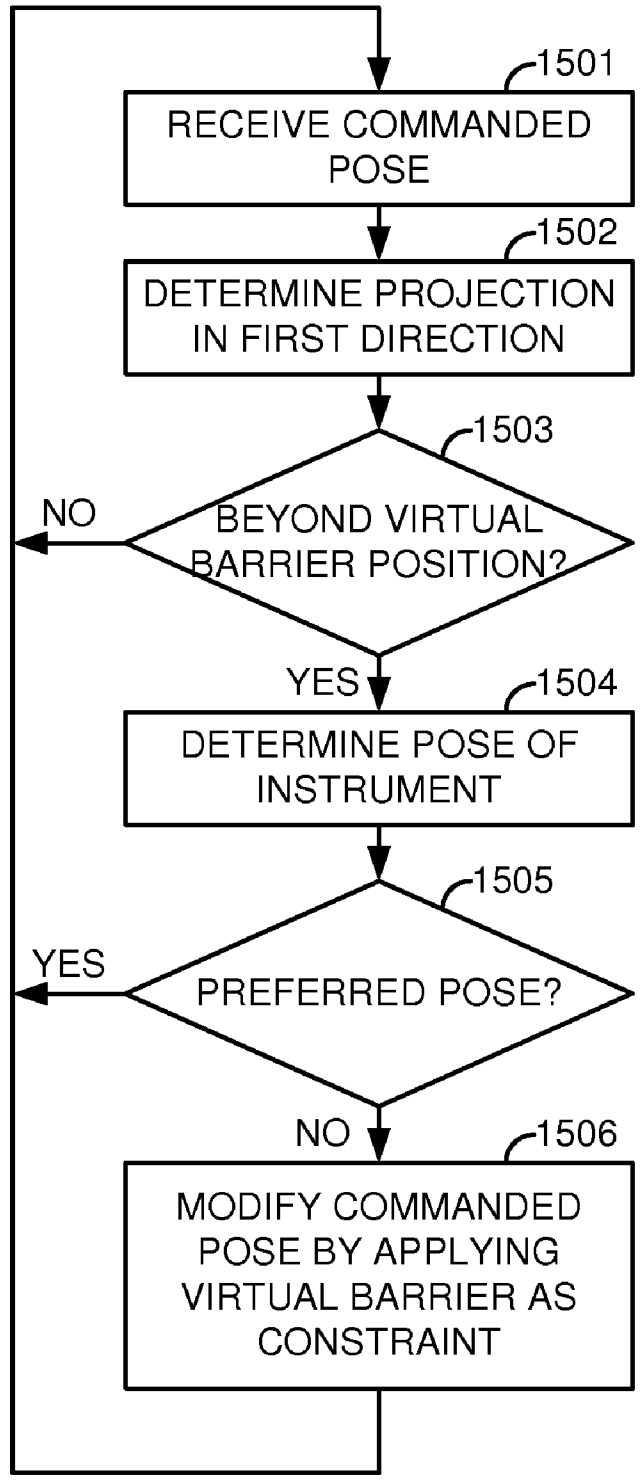 1501
RECEIVE COMMANDED
POSE
1502
DETERMINE PROJECTION
IN FIRST DIRECTION
1503
NO
BEYOND VIRTUAL
BARRIER POSITION?
YES
1504
DETERMINE POSE OF
INSTRUMENT
1505
YES
PREFERRED POSE?
NO
1506
MODIFY COMMANDED
POSE BY APPLYING
VIRTUAL BARRIER AS
CONSTRAINT